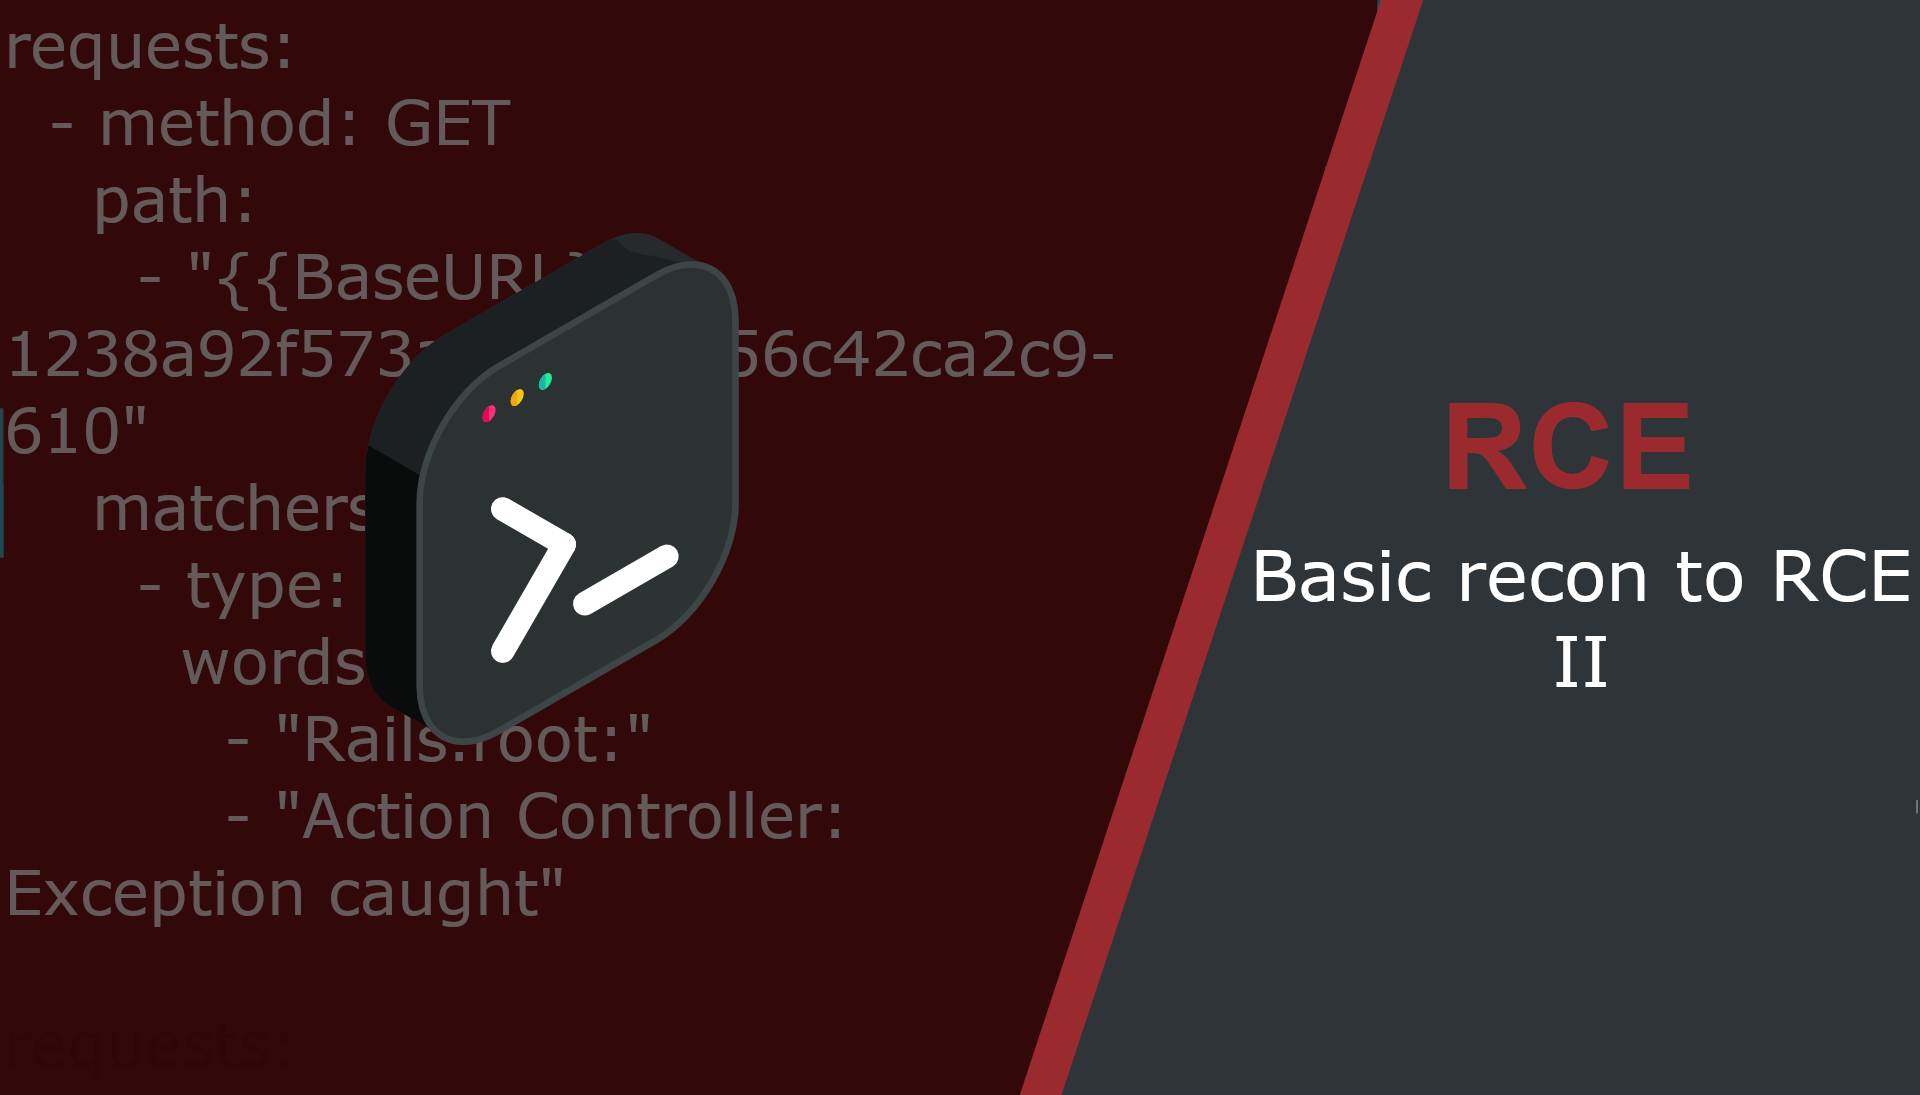 requests:
- method: GET
path:
- "{{BaseURL
1238a92f573 56c42ca2c9-
610"
matchers
- type:
words
- "Rails.root:"
- "Action Controller:
Exception caught"
requests:
RCE
Basic recon to RCE
II